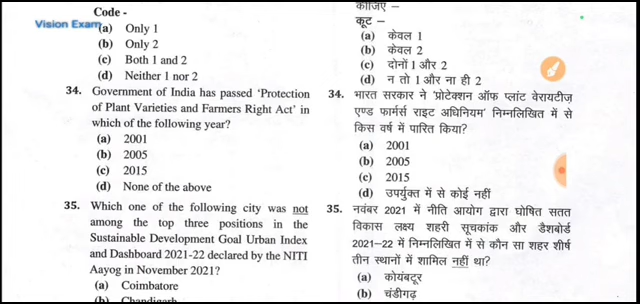 Code -
Vision Exam
(a) Only 1
(b) Only 2
(c) Both 1 and 2
(d) Neither 1 nor 2
34. Government of India has passed ‘Protection
of Plant Varieties and Farmers Right Act’ in
which of the following year?
(a) 2001
(b) 2005
(c) 2015
(d) None of the above
35. Which one of the following city was not
among the top three positions in the
Sustainable Development Goal Urban Index
and Dashboard 2021-22 declared by the NITI
Aayog in November 2021?
(a) Coimbatore
(b) Chandigarh
कीजिए –
कूट –
(a) केवल 1
(b) केवल 2
(c) दोनों 1 और 2
(d) न तो 1 और ना ही 2
34. भारत सरकार ने ‘प्रोटेक्शन ऑफ प्लांट वेरायटीज़
एण्ड फार्मर्स राइट अधिनियम’ निम्नलिखित में से
किस वर्ष में पारित किया?
(a) 2001
(b) 2005
(c) 2015
(d) उपर्युक्त में से कोई नहीं
35. नवंबर 2021 में नीति आयोग द्वारा घोषित सतत
विकास लक्ष्य शहरी सूचकांक और डैशबोर्ड
2021–22 में निम्नलिखित में से कौन सा शहर शीर्ष
तीन स्थानों में शामिल नहीं था?
(a) कोयंबटूर
(b) चंडीगढ़